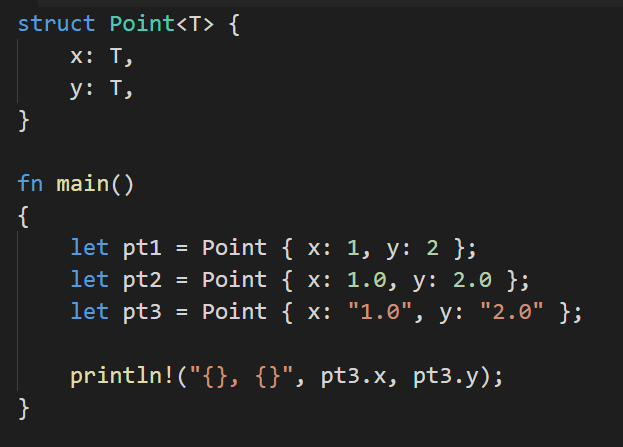 struct Point<T> {
    x: T,
    y: T,
}

fn main()
{
    let pt1 = Point { x: 1, y: 2 };
    let pt2 = Point { x: 1.0, y: 2.0 };
    let pt3 = Point { x: "1.0", y: "2.0" };

    println!("{}, {}", pt3.x, pt3.y);
}